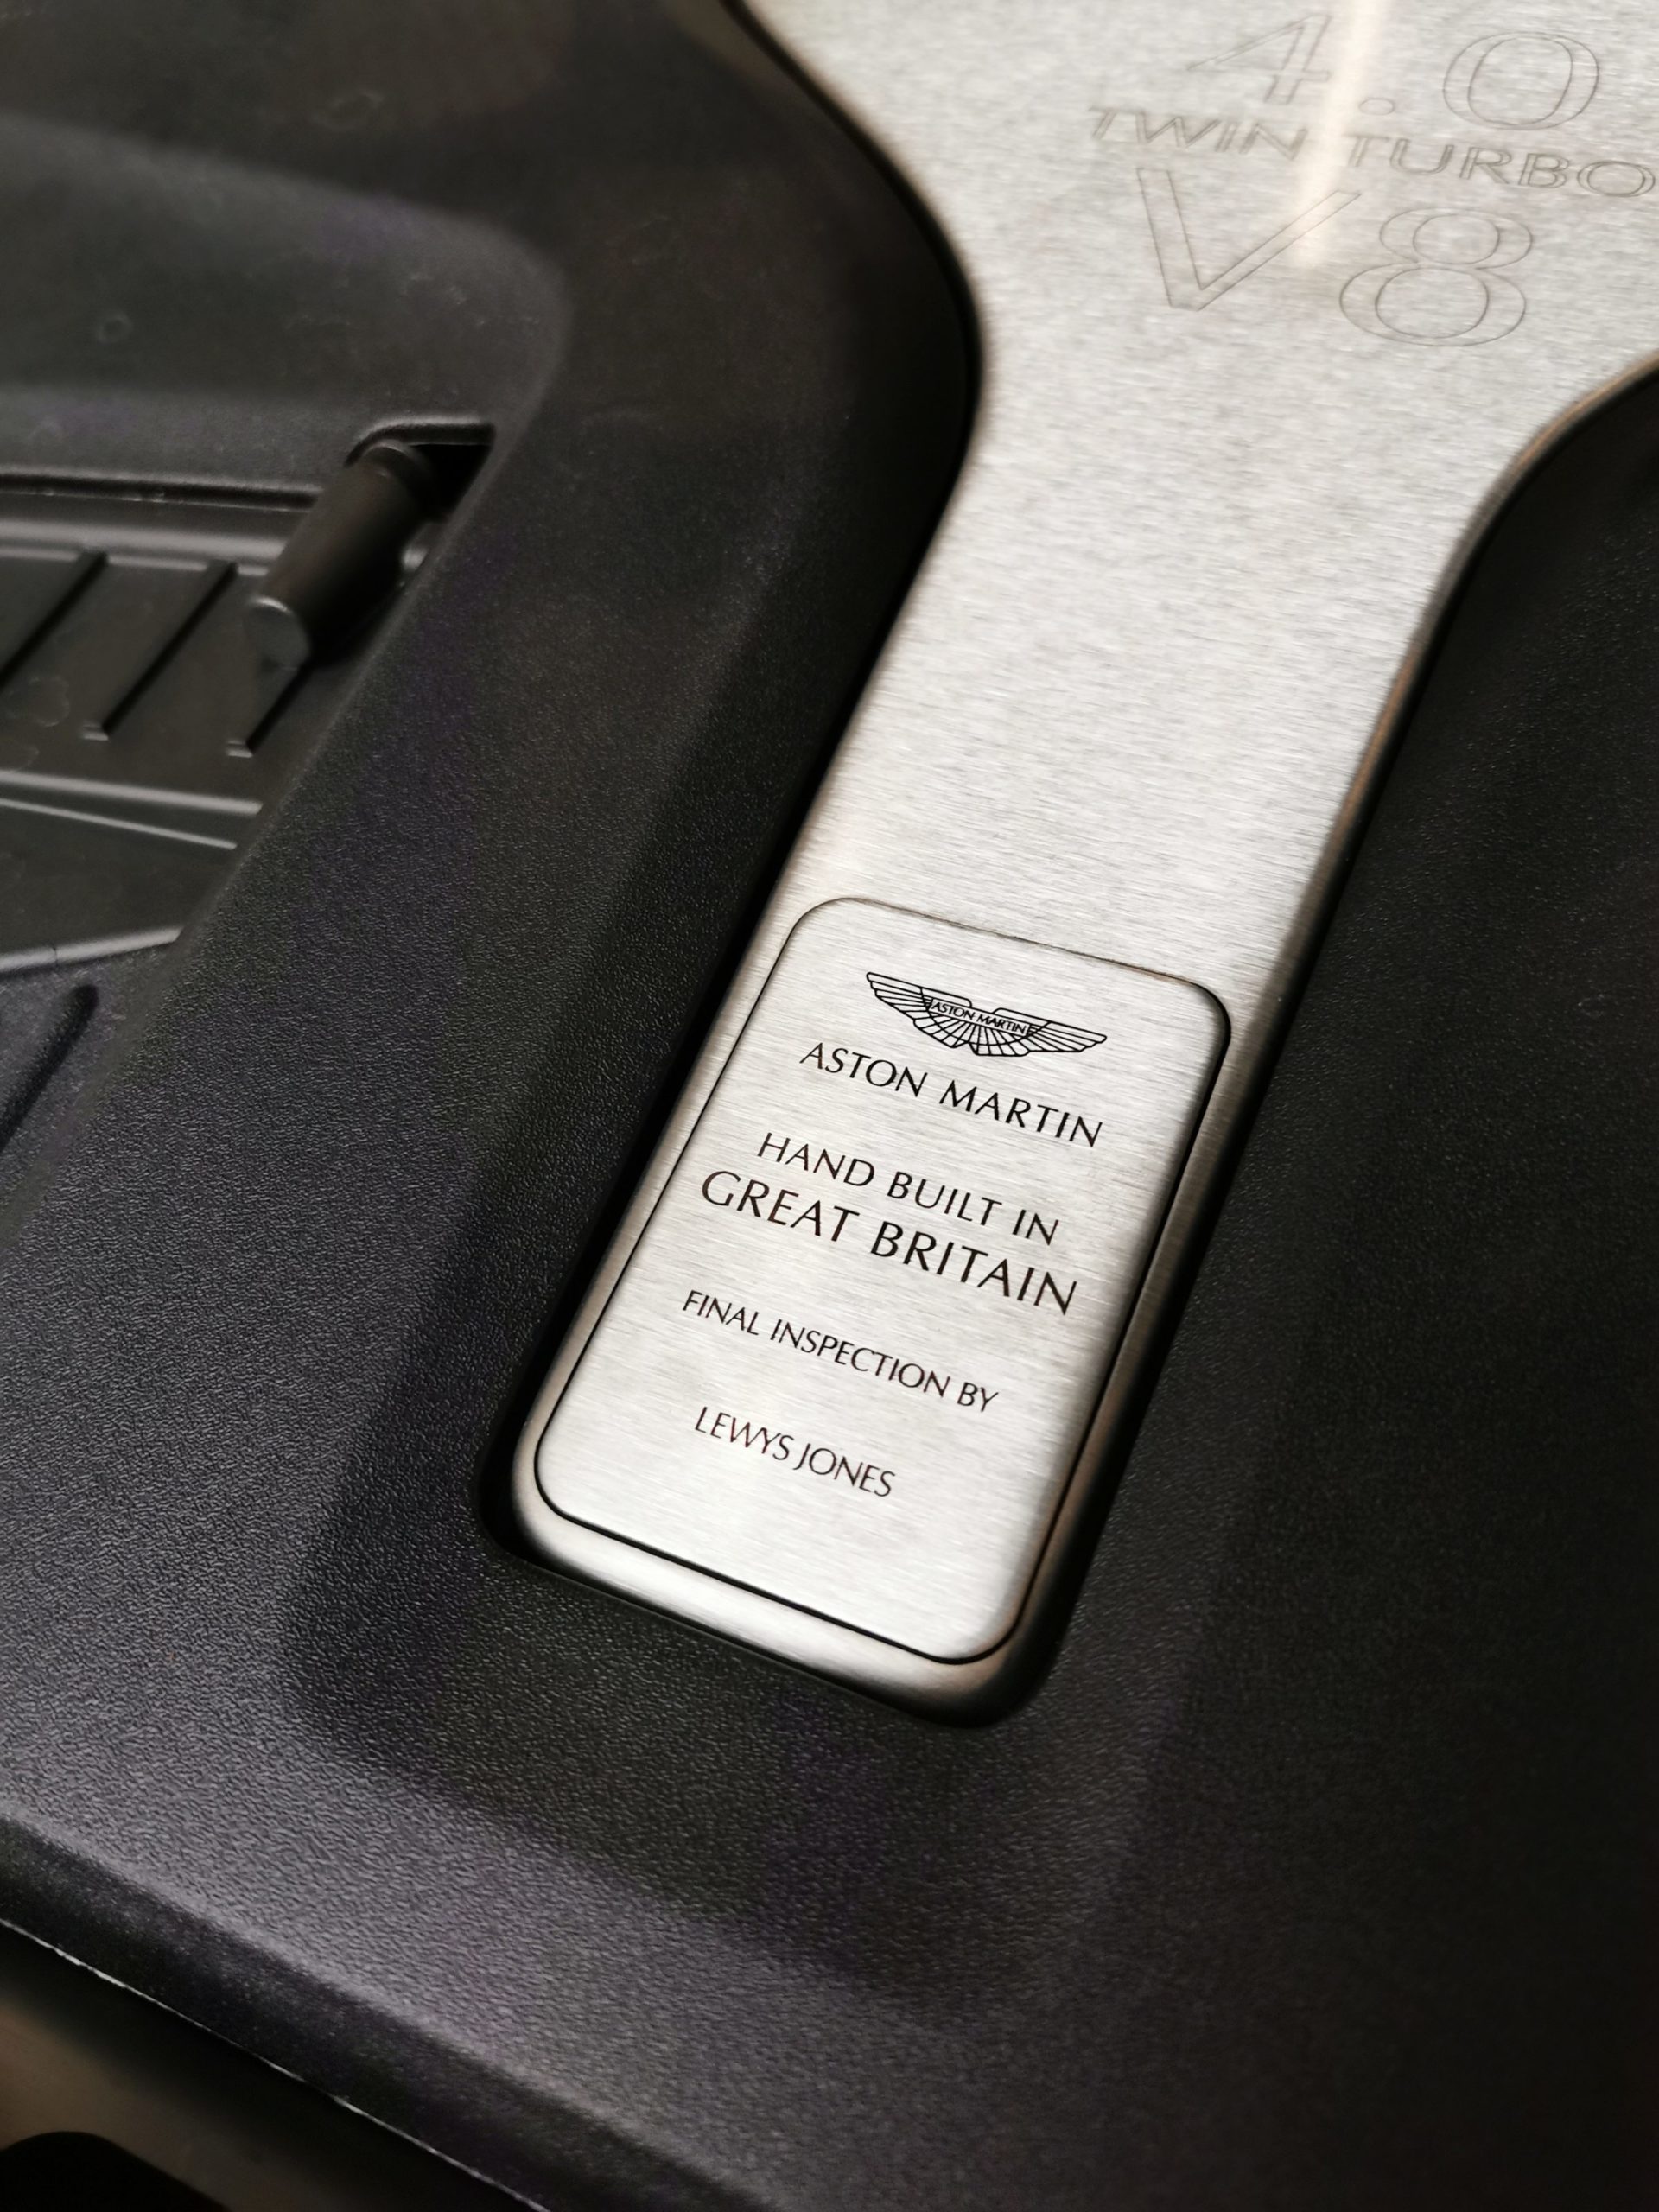 4.0
TWIN TURBO
V8
ASTON MARTIN
ASTON MARTIN
HAND BUILT IN
GREAT BRITAIN
FINAL INSPECTION BY
LEWYS JONES